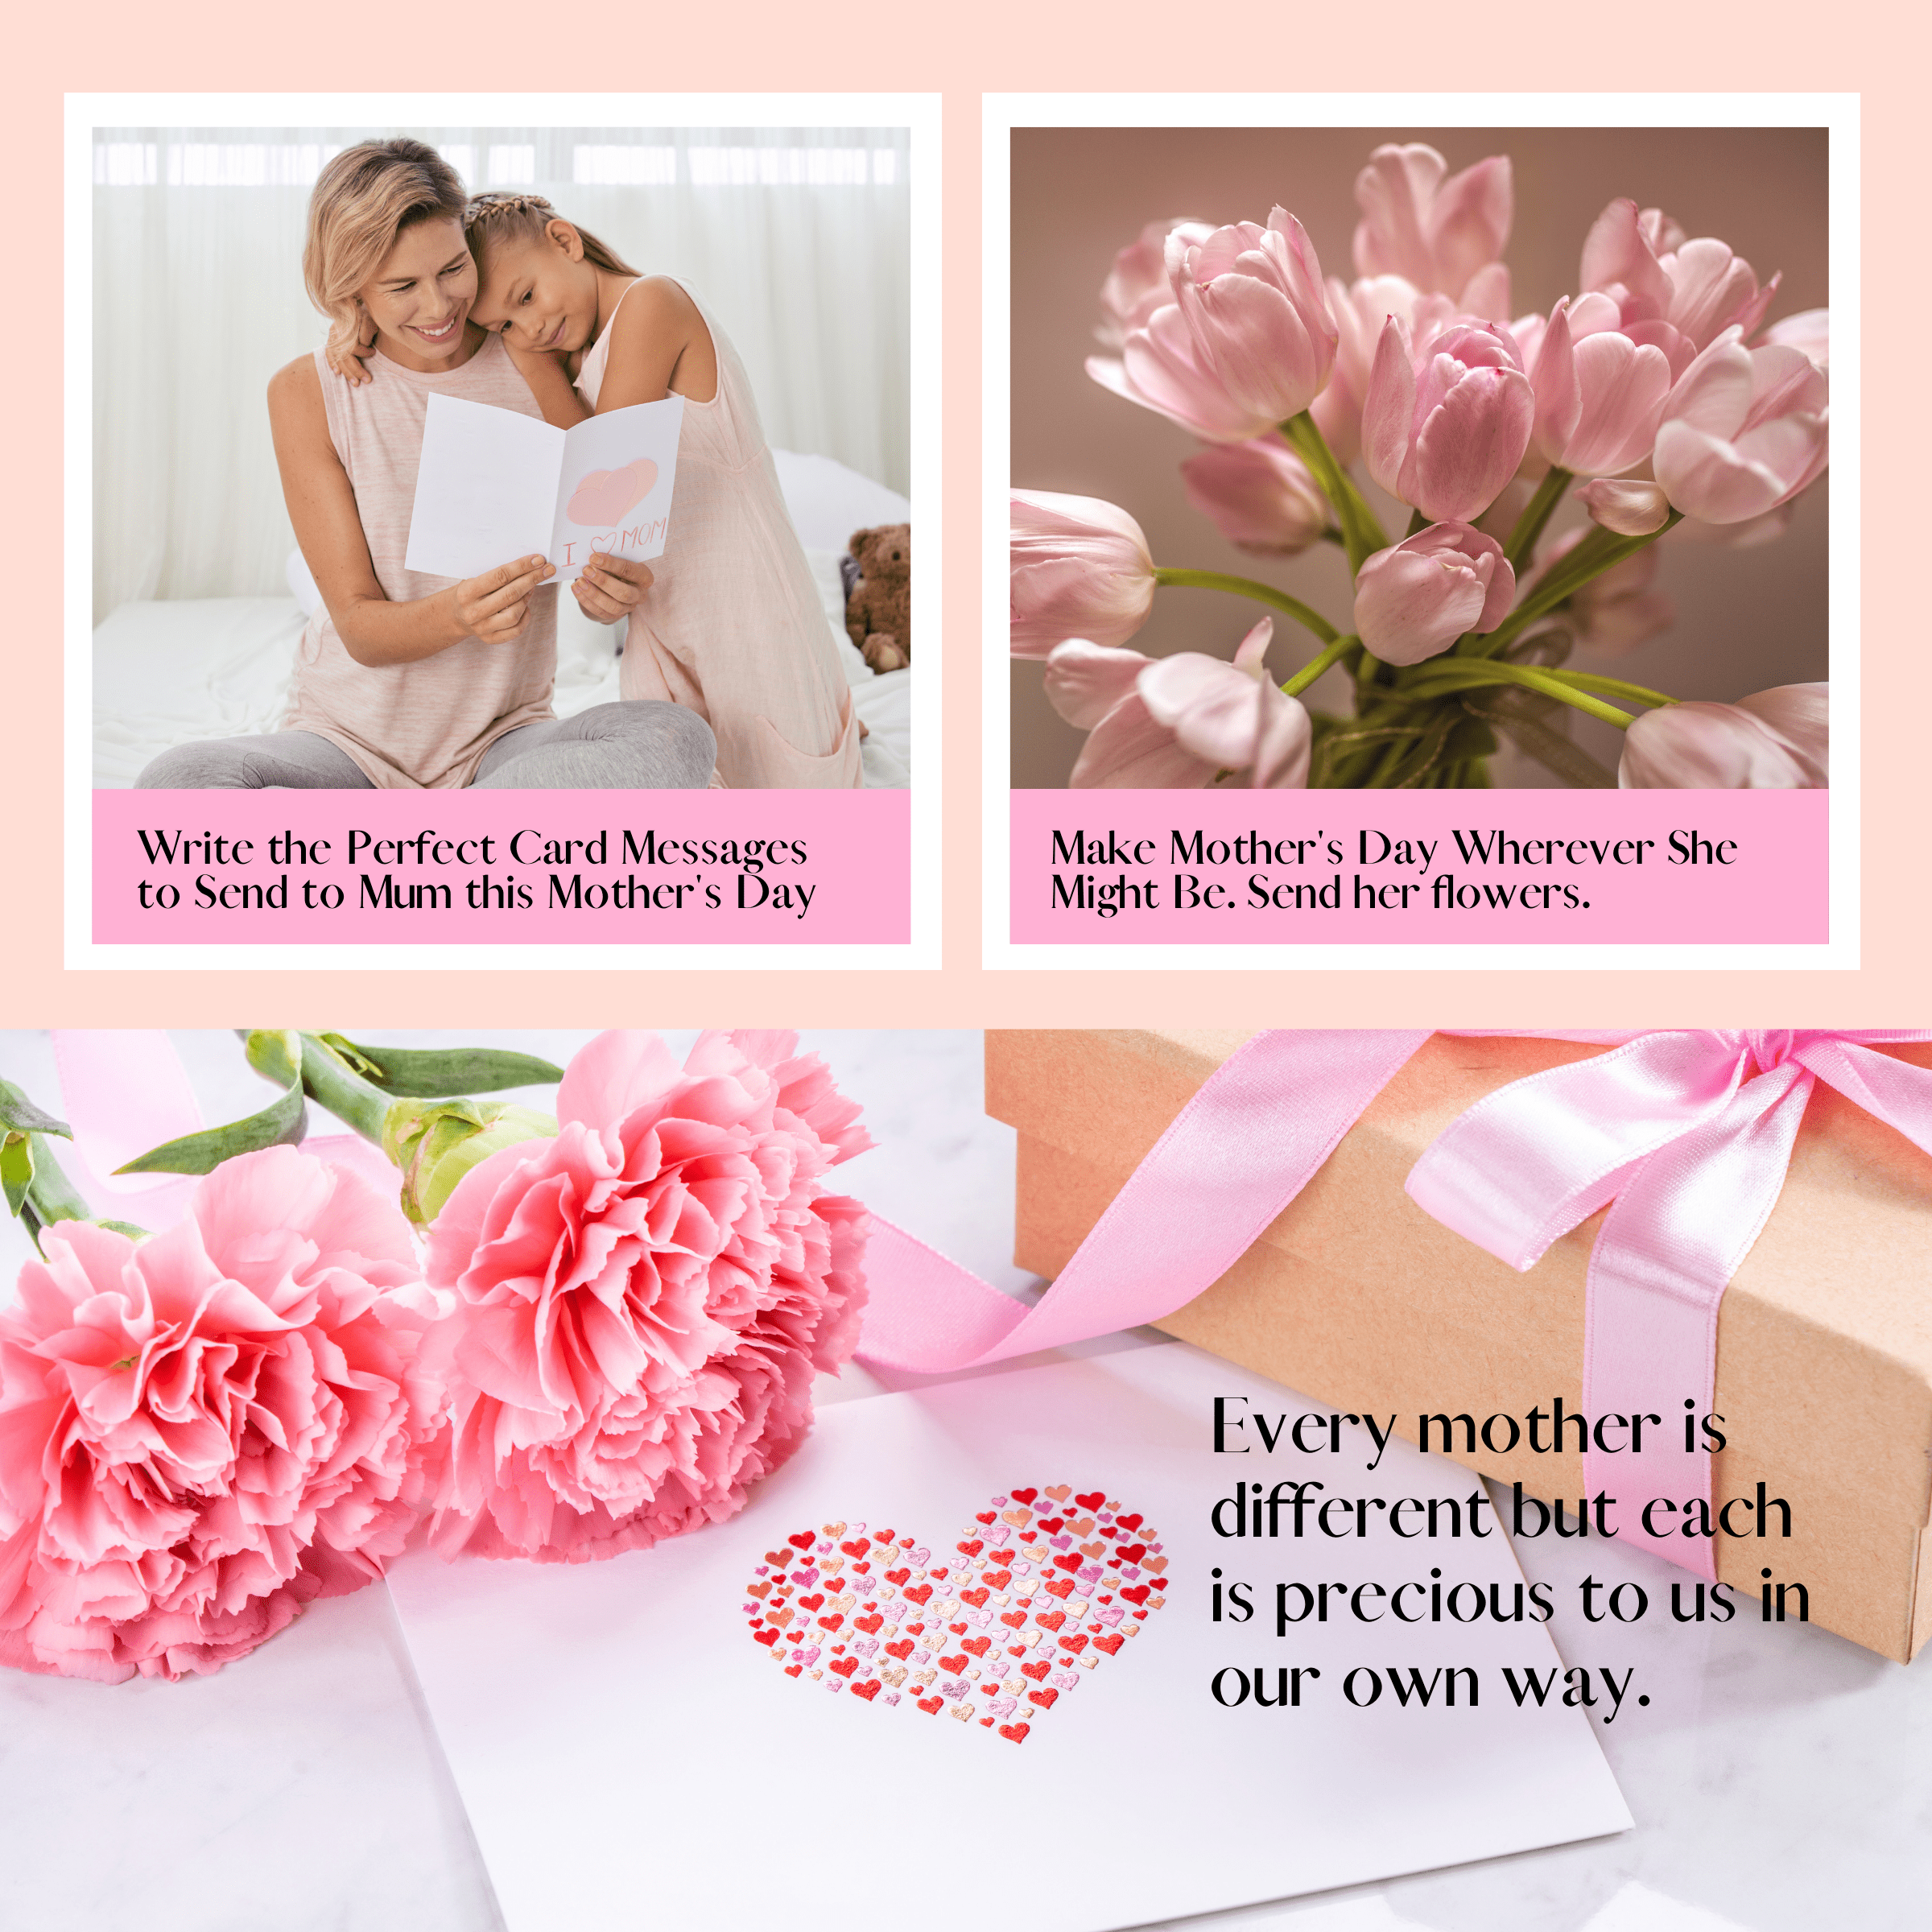 I ♡ MOM
Write the Perfect Card Messages
to Send to Mum this Mother's Day
Make Mother's Day Wherever She
Might Be. Send her flowers.
Every mother is
different but each
is precious to us in
our own way.